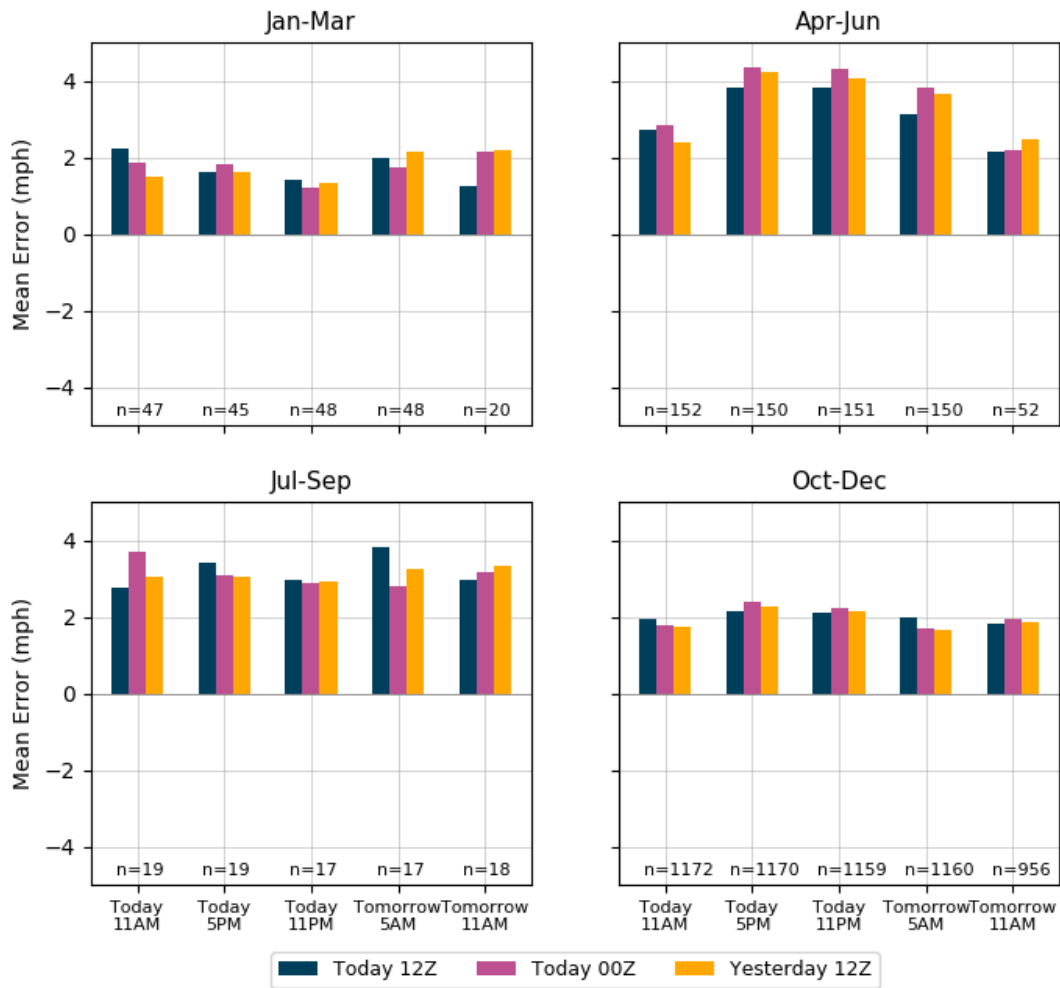 Jan-Mar
Apr-Jun
Mean Error (mph)
4
2
0
−2
−4
n=47 n=45 n=48 n=48 n=20
n=152 n=150 n=151 n=150 n=52
Jul-Sep
Oct-Dec
Mean Error (mph)
4
2
0
−2
−4
n=19 n=19 n=17 n=17 n=18
n=1172 n=1170 n=1159 n=1160 n=956
Today Today Today Tomorrow Tomorrow
11AM 5PM 11PM 5AM 11AM
Today Today Today Tomorrow Tomorrow
11AM 5PM 11PM 5AM 11AM
Today 12Z Today 00Z Yesterday 12Z